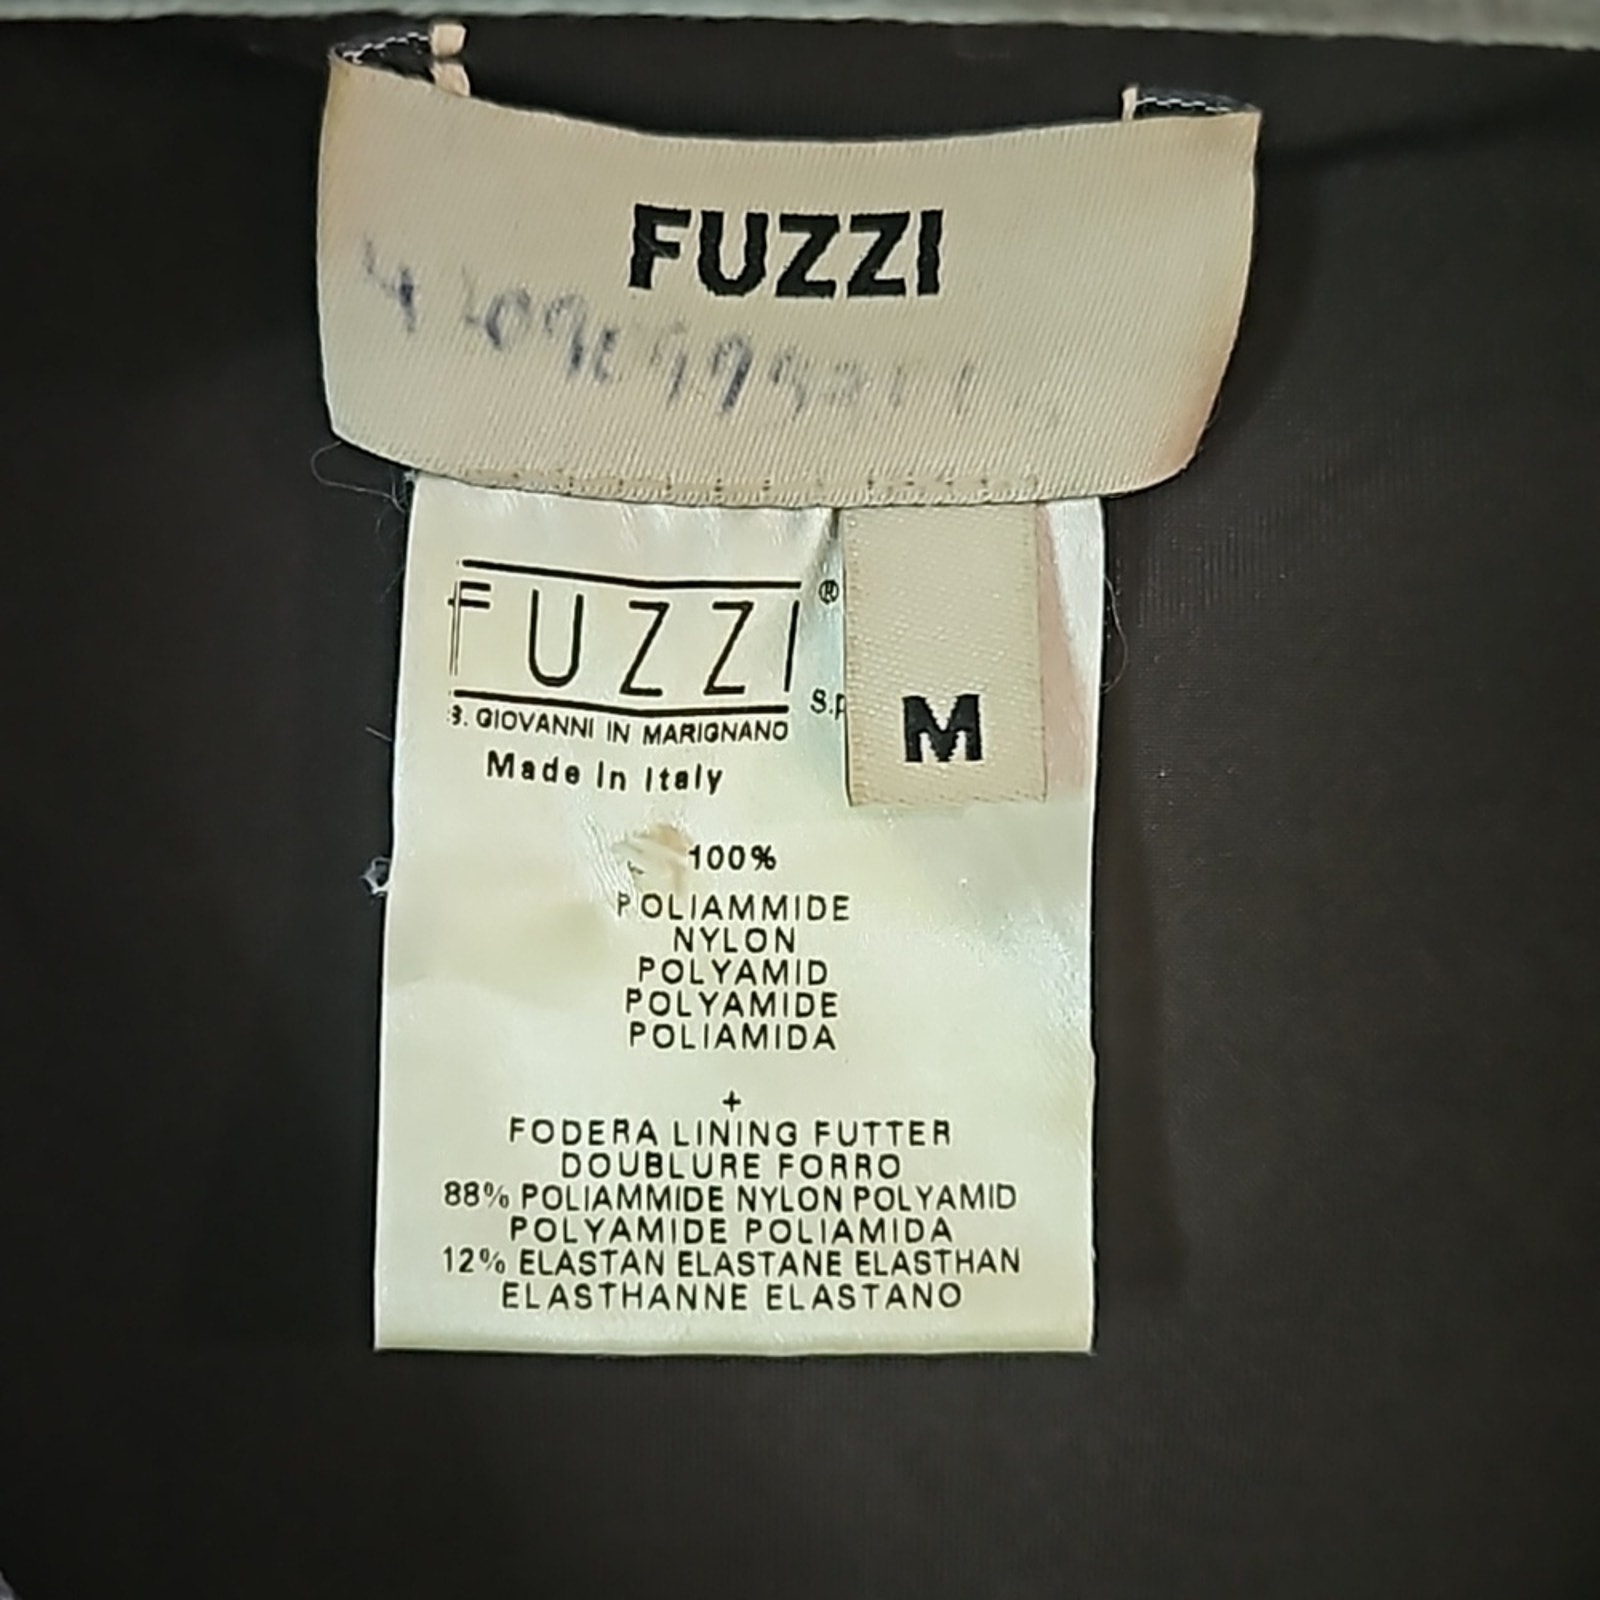 FUZZI
FUZZI®
S. GIOVANNI IN MARIGNANO
Made In Italy
M
100%
POLIAMMIDE
NYLON
POLYAMID
POLYAMIDE
POLIAMIDA
+
FODERA LINING FUTTER
DOUBLURE FORRO
88% POLIAMMIDE NYLON POLYAMID
POLYAMIDE POLIAMIDA
12% ELASTAN ELASTANE ELASTHAN
ELASTHANNE ELASTANO